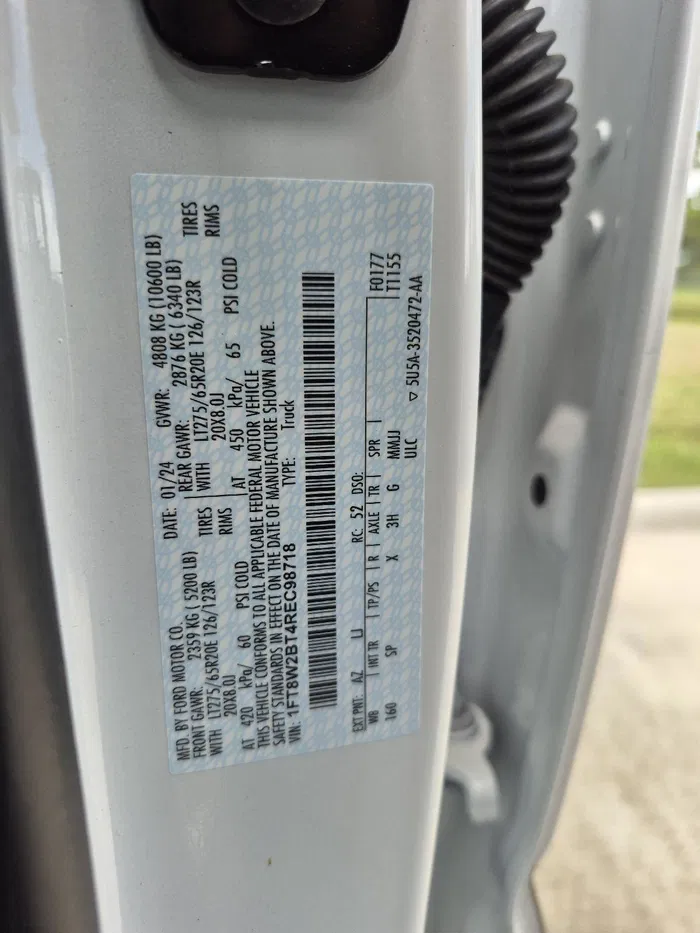 MFD. BY FORD MOTOR CO.
DATE: 01/24 GVWR: 4808 KG (10600 LB)
FRONT GAWR: 2359 KG ( 5200 LB) REAR GAWR: 2876 KG ( 6340 LB)
WITH LT275/65R20E 126/123R TIRES WITH LT275/65R20E 126/123R TIRES
20X8.0J RIMS 20X8.0J RIMS
AT 420 kPa/ 60 PSI COLD AT 450 kPa/ 65 PSI COLD
THIS VEHICLE CONFORMS TO ALL APPLICABLE FEDERAL MOTOR VEHICLE
SAFETY STANDARDS IN EFFECT ON THE DATE OF MANUFACTURE SHOWN ABOVE.
VIN: 1FT8W2BT4REC98718 TYPE: Truck
EXT PNT: AZ LJ RC: 52 DSO: F0177
WB INT TR TP/PS R AXLE TR SPR T1155
160 SP X 3H G MMJJ
ULC ▽ 5U5A-3520472-AA